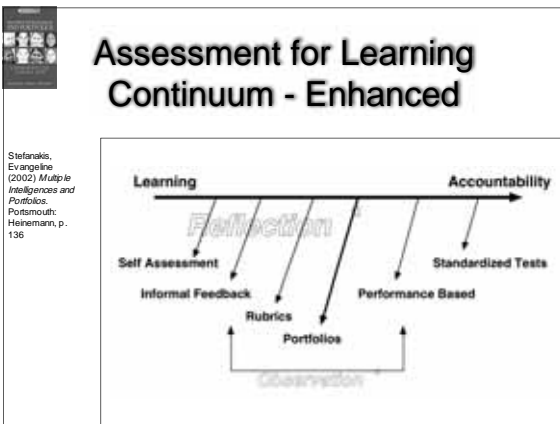 Assessment for Learning
Continuum - Enhanced
Stefanakis,
Evangeline
(2002) Multiple
Intelligences and
Portfolios.
Portsmouth:
Heinemann, p.
136
Learning
Accountability
Reflection
Self Assessment
Standardized Tests
Informal Feedback
Performance Based
Rubrics
Portfolios
Observation